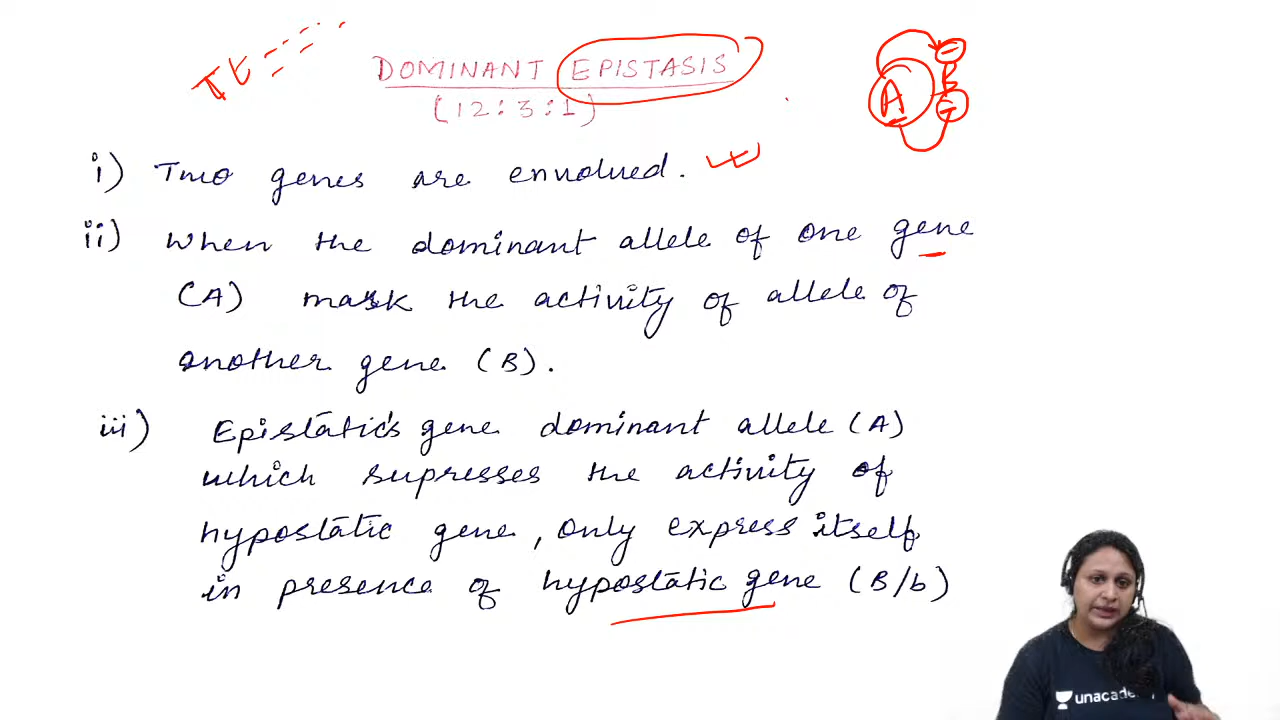 DOMINANT EPISTASIS
(12:3:1)
i) Two genes are envolued.
ii) When the dominant allele of one gene
(A) mask the activity of allele of
another gene (B).
iii) Epistatic's gene dominant allele (A)
which supresses the activity of
hypostatic gene, only express itself
in presence of hypostatic gene (B/b)
A
unacade